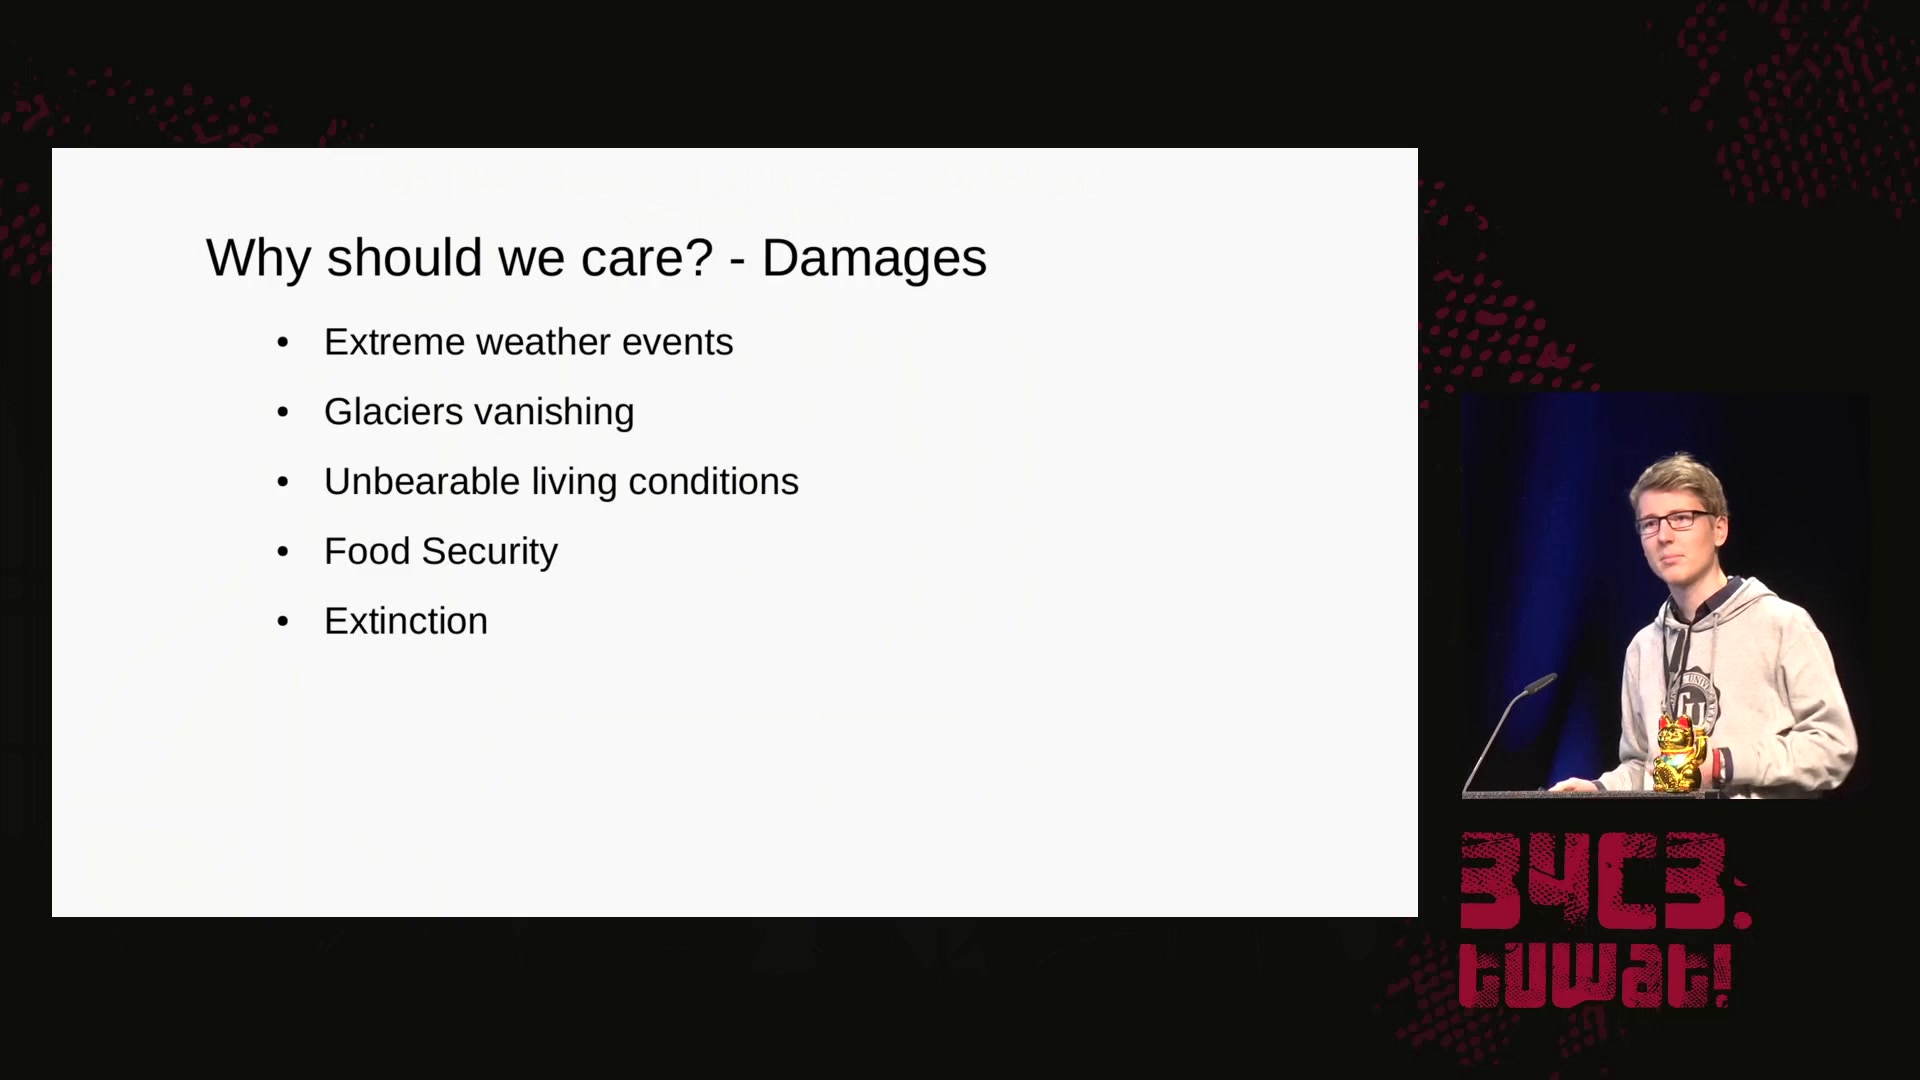 Why should we care? - Damages
• Extreme weather events
• Glaciers vanishing
• Unbearable living conditions
• Food Security
• Extinction
34C3.
tuwat!